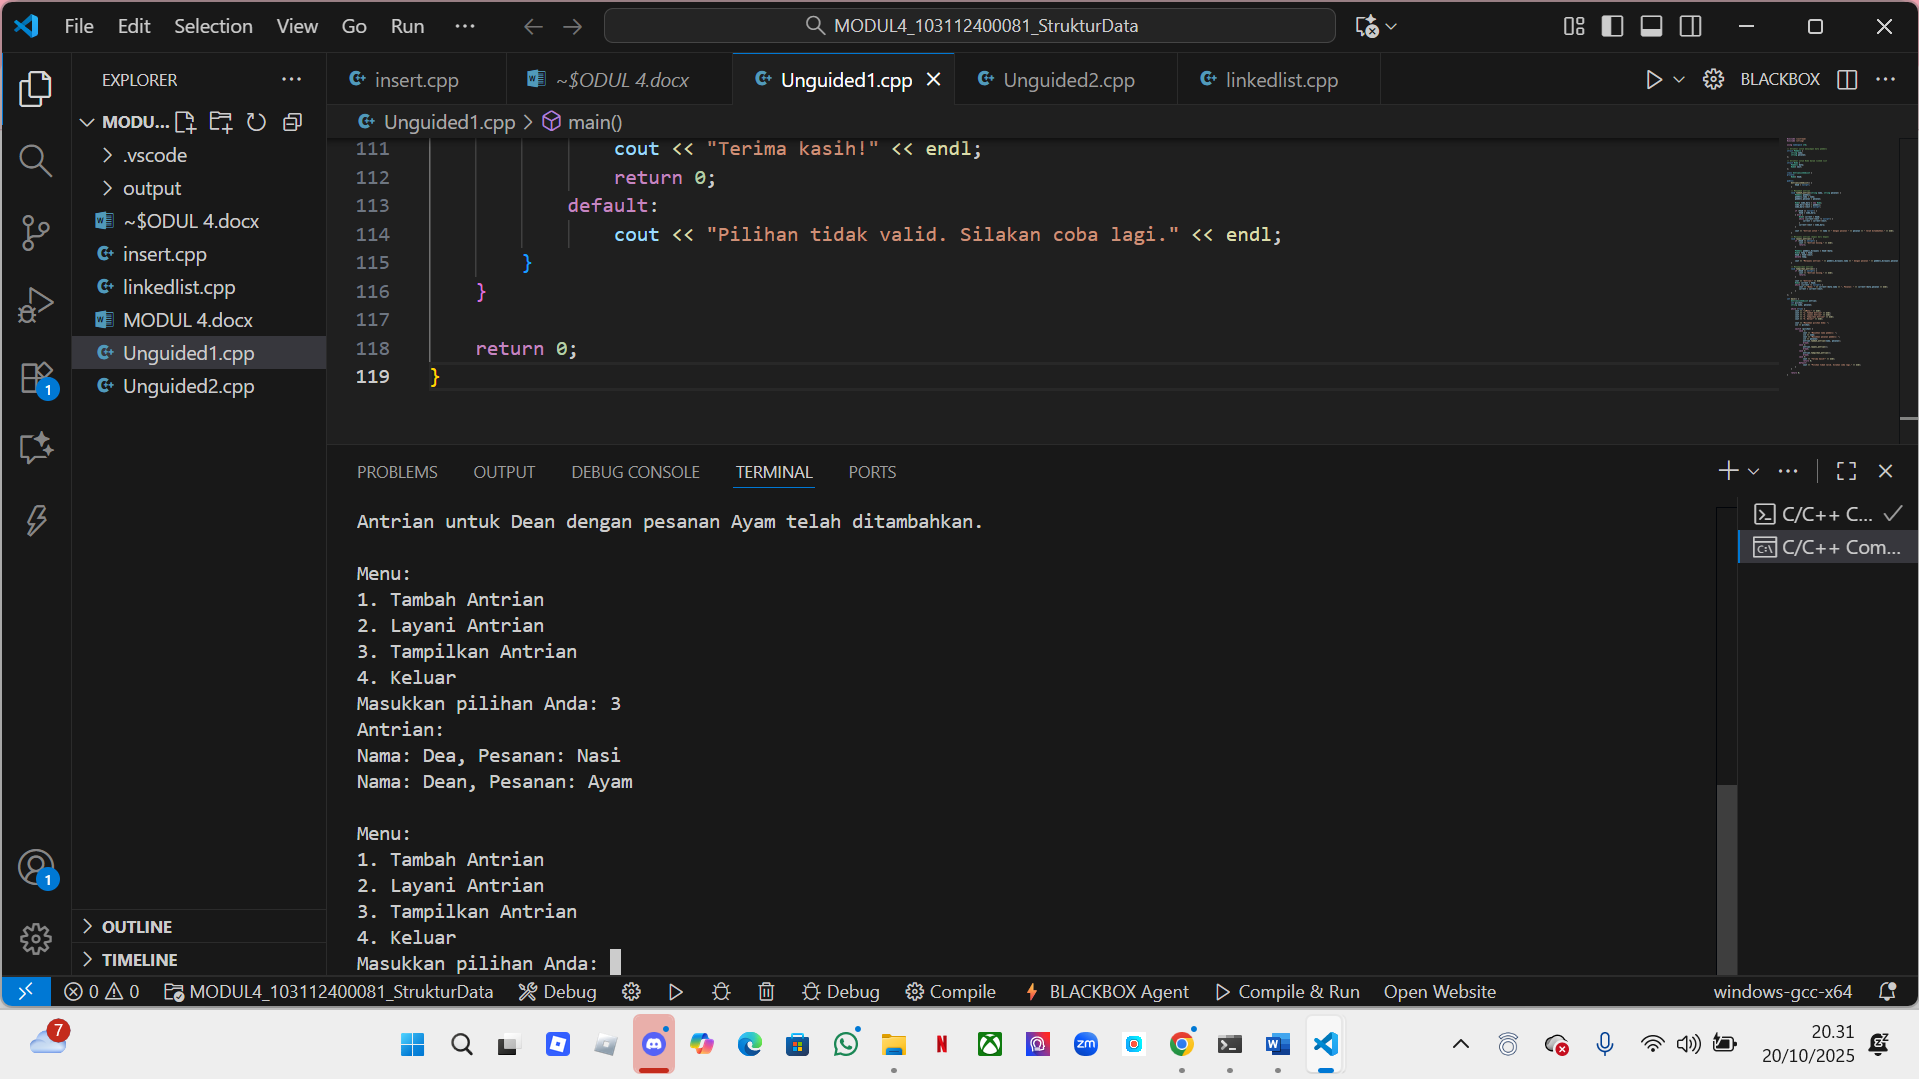 File Edit Selection View Go Run ··· MODUL4_103112400081_StrukturData
EXPLORER ···
MODU...
.vscode
output
~$ODUL 4.docx
insert.cpp
linkedlist.cpp
MODUL 4.docx
Unguided1.cpp
Unguided2.cpp
OUTLINE
TIMELINE
1
1
insert.cpp ~$ODUL 4.docx Unguided1.cpp Unguided2.cpp linkedlist.cpp BLACKBOX
Unguided1.cpp > main()
111 cout << "Terima kasih!" << endl;
112 return 0;
113 default:
114 cout << "Pilihan tidak valid. Silakan coba lagi." << endl;
115 }
116 }
117
118 return 0;
119 }
PROBLEMS OUTPUT DEBUG CONSOLE TERMINAL PORTS
C/C++ C...
C/C++ Com...
Antrian untuk Dean dengan pesanan Ayam telah ditambahkan.
Menu:
1. Tambah Antrian
2. Layani Antrian
3. Tampilkan Antrian
4. Keluar
Masukkan pilihan Anda: 3
Antrian:
Nama: Dea, Pesanan: Nasi
Nama: Dean, Pesanan: Ayam
Menu:
1. Tambah Antrian
2. Layani Antrian
3. Tampilkan Antrian
4. Keluar
Masukkan pilihan Anda:
0 0 MODUL4_103112400081_StrukturData Debug Debug Compile BLACKBOX Agent Compile & Run Open Website windows-gcc-x64
7
zm
20.31
20/10/2025